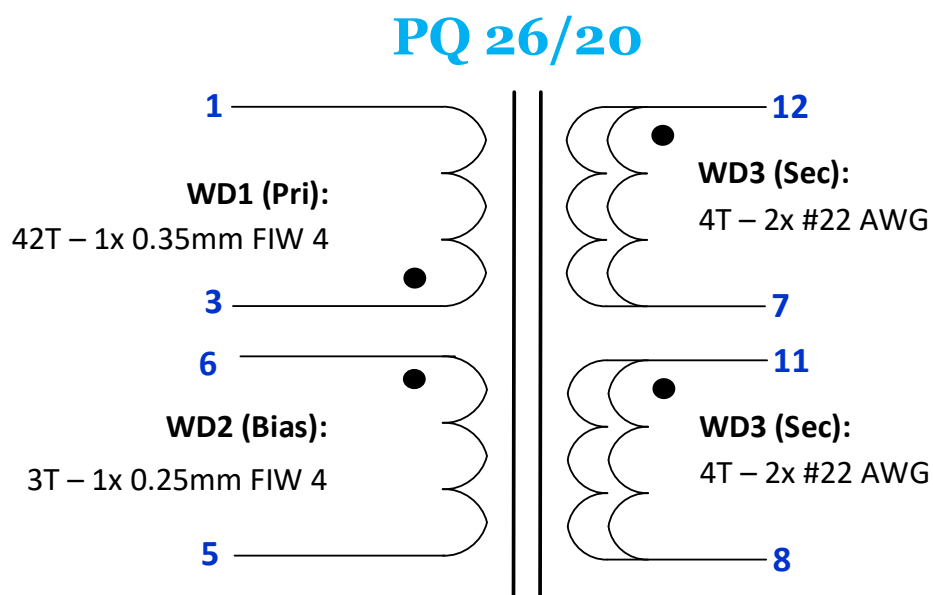 PQ 26/20
1
WD1 (Pri):
42T – 1x 0.35mm FIW 4
3
6
WD2 (Bias):
3T – 1x 0.25mm FIW 4
5
12
WD3 (Sec):
4T – 2x #22 AWG
7
11
WD3 (Sec):
4T – 2x #22 AWG
8